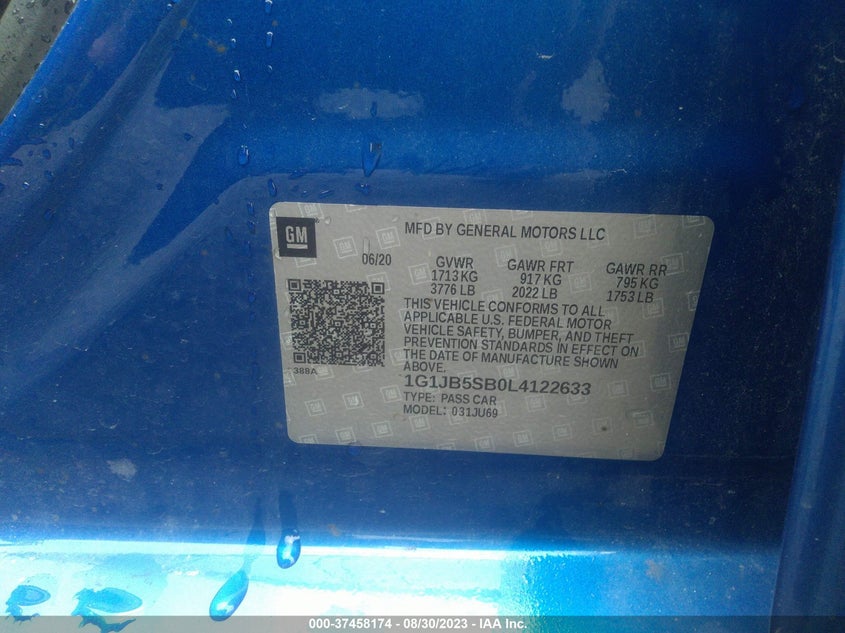 GM
MFD BY GENERAL MOTORS LLC
06/20
GVWR GAWR FRT GAWR RR
1713 KG 917 KG 795 KG
3776 LB 2022 LB 1753 LB
THIS VEHICLE CONFORMS TO ALL
APPLICABLE U.S. FEDERAL MOTOR
VEHICLE SAFETY, BUMPER, AND THEFT
PREVENTION STANDARDS IN EFFECT ON
THE DATE OF MANUFACTURE SHOWN
ABOVE.
388A
1G1JB5SB0L4122633
TYPE: PASS CAR
MODEL: 031JU69
000-37458174 - 08/30/2023 - IAA Inc.